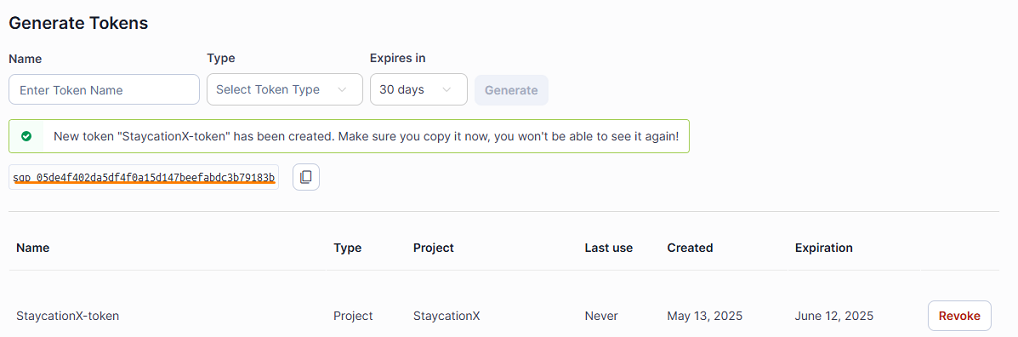 Generate Tokens
Name Type Expires in
Enter Token Name Select Token Type 30 days Generate
New token "StaycationX-token" has been created. Make sure you copy it now, you won't be able to see it again!
sqp_05de4f402da5df4f0a15d147beefabdc3b79183b
Name Type Project Last use Created Expiration
StaycationX-token Project StaycationX Never May 13, 2025 June 12, 2025 Revoke